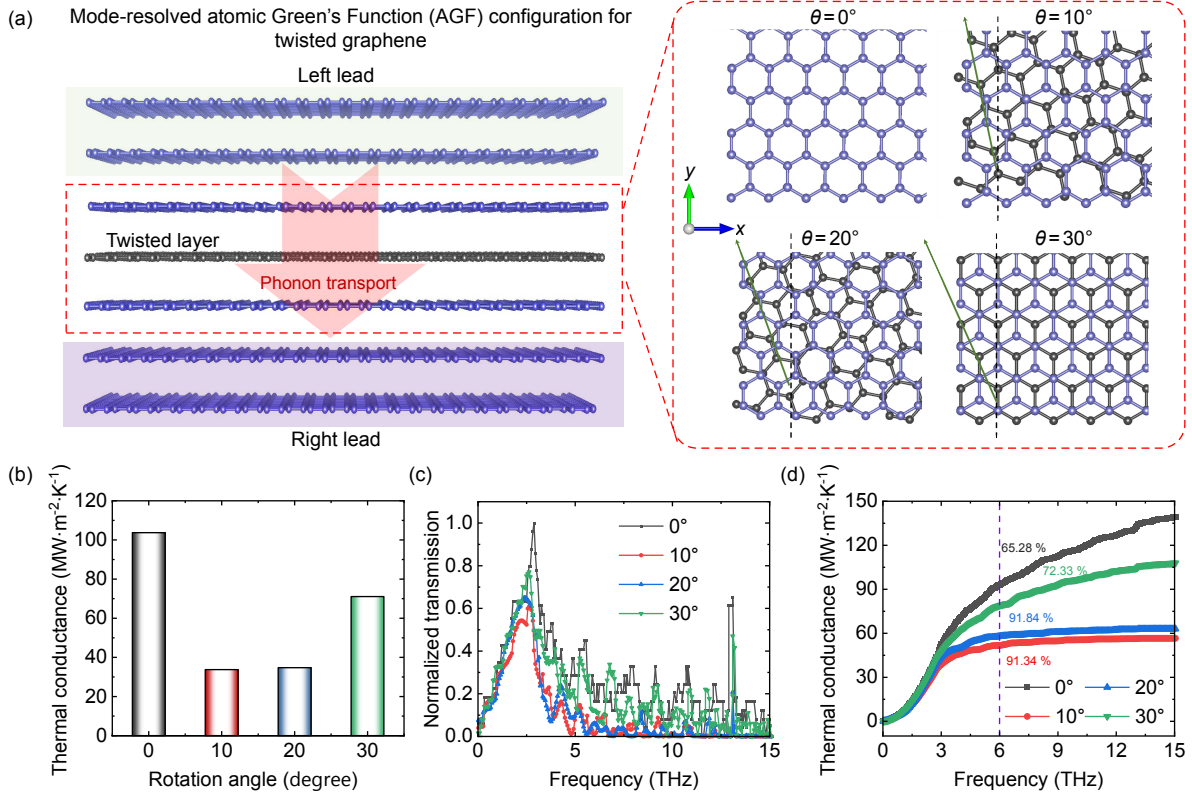 (a)
Mode-resolved atomic Green's Function (AGF) configuration for
twisted graphene
Left lead
Twisted layer
Phonon transport
Right lead
θ = 0°
θ = 10°
y
x
θ = 20°
θ = 30°
(b)
Thermal conductance (MW·m⁻²·K⁻¹)
120
100
80
60
40
20
0
0
10
20
30
Rotation angle (degree)
(c)
Normalized transmission
1.0
0.8
0.6
0.4
0.2
0.0
0
5
10
15
Frequency (THz)
0°
10°
20°
30°
(d)
Thermal conductance (MW·m⁻²·K⁻¹)
150
120
90
60
30
0
0
3
6
9
12
15
Frequency (THz)
65.28 %
72.33 %
91.84 %
91.34 %
0°
20°
10°
30°